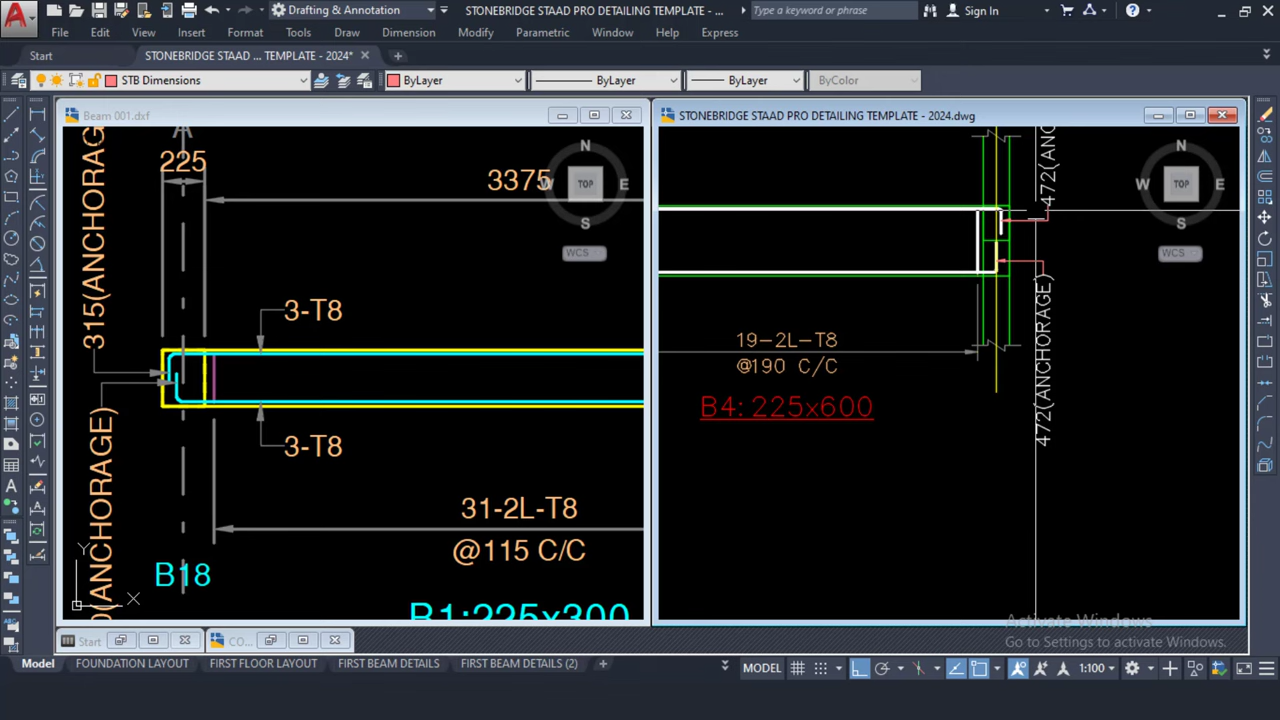 Drafting & Annotation
STONEBRIDGE STAAD PRO DETAILING TEMPLATE - ...
Type a keyword or phrase
Sign In
File Edit View Insert Format Tools Draw Dimension Modify Parametric Window Help Express
Start
STONEBRIDGE STAAD ... TEMPLATE - 2024*
STB Dimensions
ByLayer
ByLayer
ByLayer
ByColor
Beam 001.dxf
STONEBRIDGE STAAD PRO DETAILING TEMPLATE - 2024.dwg
A
225
3375
315(ANCHORAGE)
3-T8
3-T8
31-2L-T8
@115 C/C
B18
B1:225x300
(ANCHORAGE)
N
W TOP E
S
WCS
Y
X
472(ANC
19-2L-T8
@190 C/C
B4: 225x600
472(ANCHORAGE)
N
W TOP E
S
WCS
Activate Windows
Go to Settings to activate Windows.
Start
CO...
Model
FOUNDATION LAYOUT
FIRST FLOOR LAYOUT
FIRST BEAM DETAILS
FIRST BEAM DETAILS (2)
MODEL
1:100